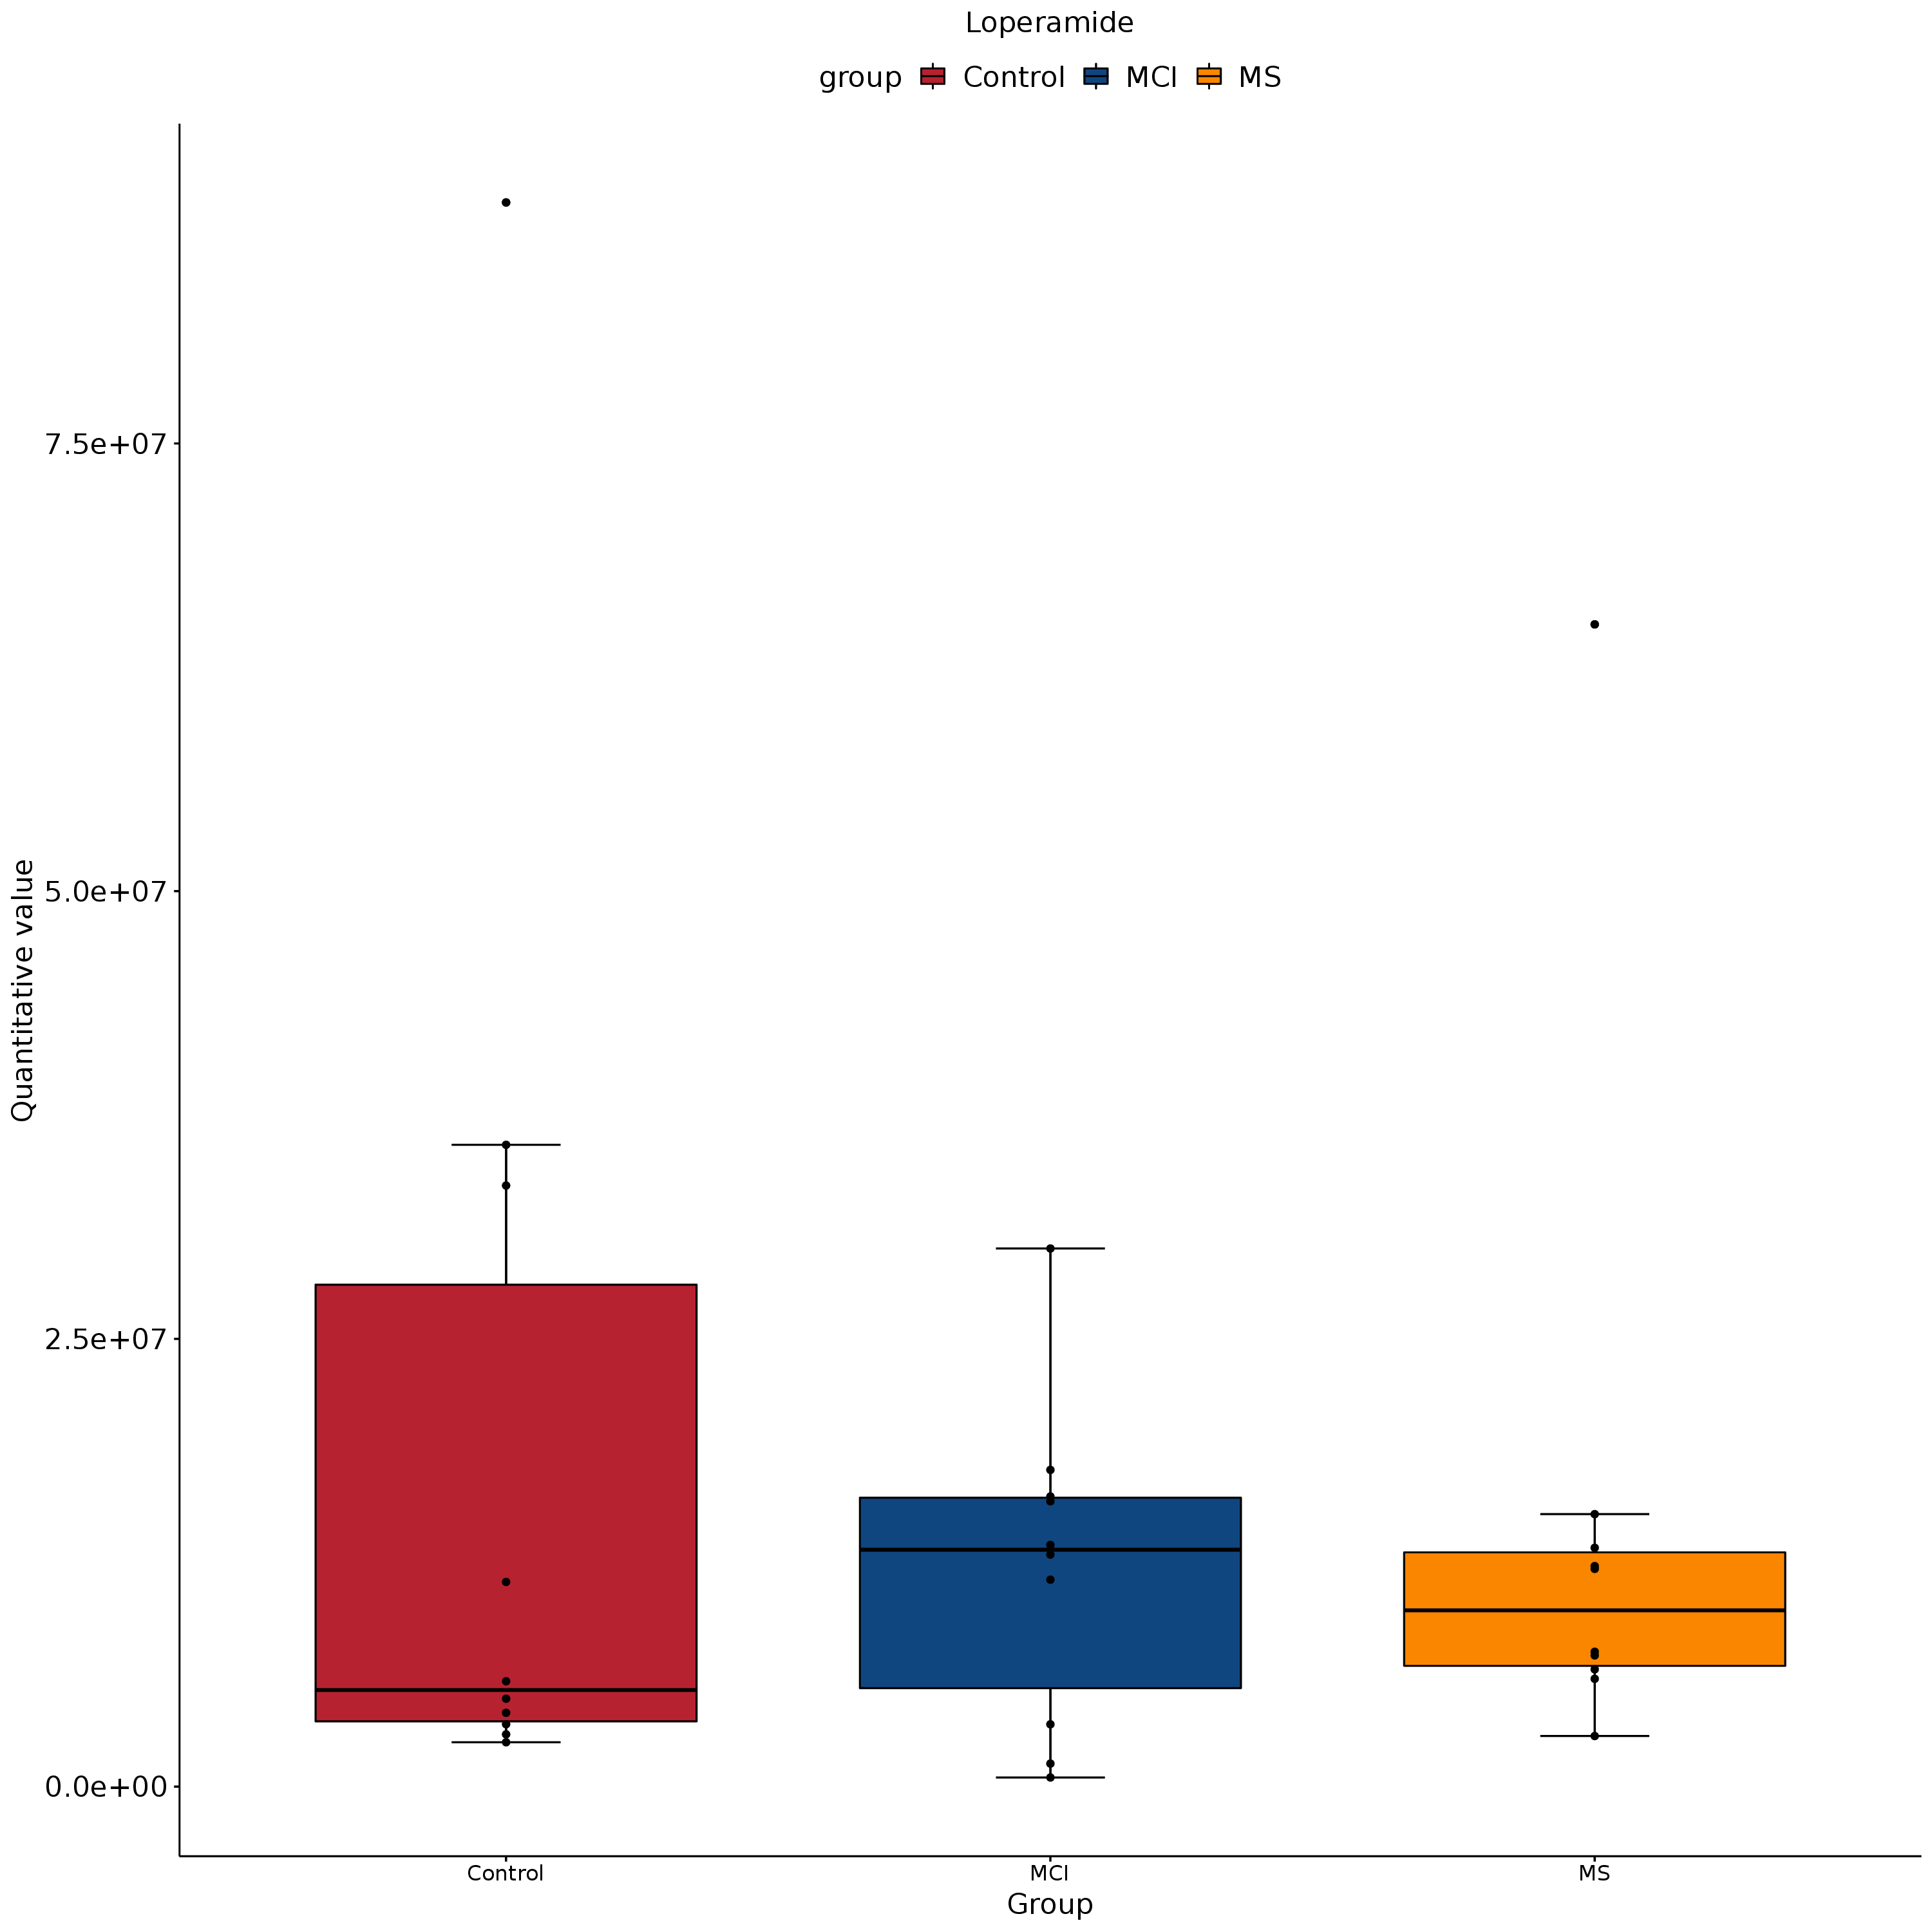 Loperamide
group Control MCI MS
7.5e+07
5.0e+07
2.5e+07
0.0e+00
Quantitative value
Control MCI MS
Group